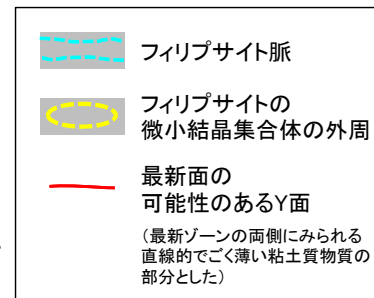 フィリプサイト脈
フィリプサイトの
微小結晶集合体の外周
最新面の
可能性のあるY面
(最新ゾーンの両側にみられる
直線的でごく薄い粘土質物質の
部分とした)